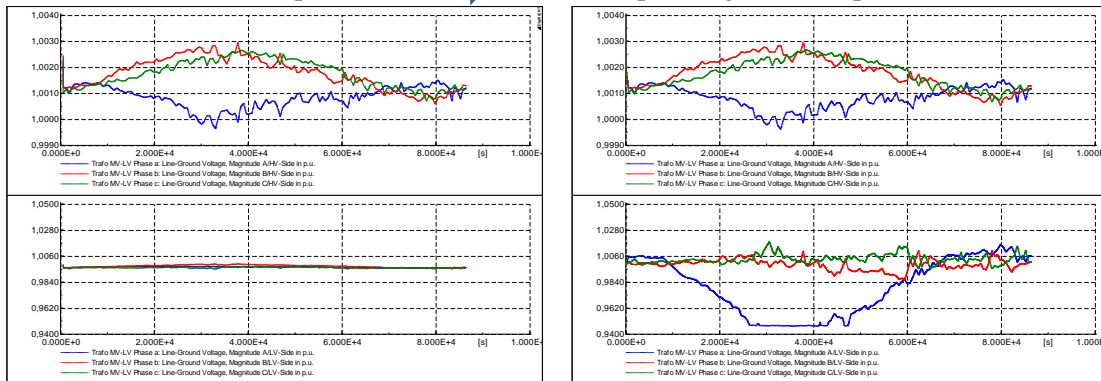 1,0040
1,0030
1,0020
1,0010
1,0000
0,9990
0.000E+0 2.000E+4 4.000E+4 6.000E+4 8.000E+4 [s] 1.000E+
Trafo MV-LV Phase a: Line-Ground Voltage, Magnitude A/HV-Side in p.u.
Trafo MV-LV Phase b: Line-Ground Voltage, Magnitude B/HV-Side in p.u.
Trafo MV-LV Phase c: Line-Ground Voltage, Magnitude C/HV-Side in p.u.
1,0500
1,0280
1,0060
0,9840
0,9620
0,9400
0.000E+0 2.000E+4 4.000E+4 6.000E+4 8.000E+4 [s] 1.000E+
Trafo MV-LV Phase a: Line-Ground Voltage, Magnitude A/LV-Side in p.u.
Trafo MV-LV Phase b: Line-Ground Voltage, Magnitude B/LV-Side in p.u.
Trafo MV-LV Phase c: Line-Ground Voltage, Magnitude C/LV-Side in p.u.
1,0040
1,0030
1,0020
1,0010
1,0000
0,9990
0.000E+0 2.000E+4 4.000E+4 6.000E+4 8.000E+4 [s] 1.000E+
Trafo MV-LV Phase a: Line-Ground Voltage, Magnitude A/HV-Side in p.u.
Trafo MV-LV Phase b: Line-Ground Voltage, Magnitude B/HV-Side in p.u.
Trafo MV-LV Phase c: Line-Ground Voltage, Magnitude C/HV-Side in p.u.
1,0500
1,0280
1,0060
0,9840
0,9620
0,9400
0.000E+0 2.000E+4 4.000E+4 6.000E+4 8.000E+4 [s] 1.000E+
Trafo MV-LV Phase a: Line-Ground Voltage, Magnitude A/LV-Side in p.u.
Trafo MV-LV Phase b: Line-Ground Voltage, Magnitude B/LV-Side in p.u.
Trafo MV-LV Phase c: Line-Ground Voltage, Magnitude C/LV-Side in p.u.